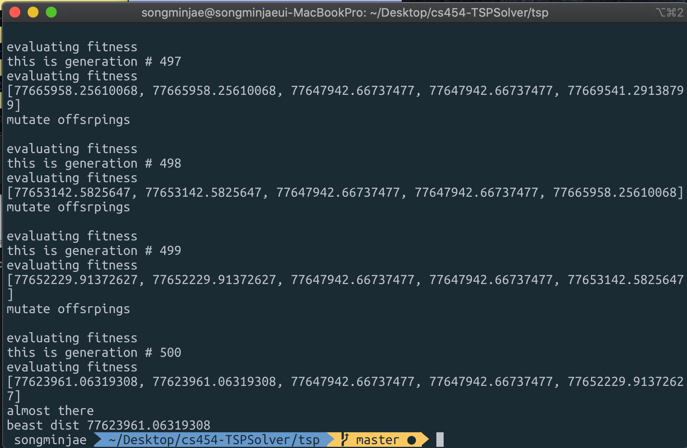 songminjae@songminjaeui-MacBookPro: ~/Desktop/cs454-TSPSolver/tsp
⌥⌘2
evaluating fitness
this is generation # 497
evaluating fitness
[77665958.25610068, 77665958.25610068, 77647942.66737477, 77647942.66737477, 77669541.2913879
9]
mutate offsrpings
evaluating fitness
this is generation # 498
evaluating fitness
[77653142.5825647, 77653142.5825647, 77647942.66737477, 77647942.66737477, 77665958.25610068]
mutate offsrpings
evaluating fitness
this is generation # 499
evaluating fitness
[77652229.91372627, 77652229.91372627, 77647942.66737477, 77647942.66737477, 77653142.5825647
]
mutate offsrpings
evaluating fitness
this is generation # 500
evaluating fitness
[77623961.06319308, 77623961.06319308, 77647942.66737477, 77647942.66737477, 77652229.9137262
7]
almost there
beast dist 77623961.06319308
songminjae ~/Desktop/cs454-TSPSolver/tsp master ●